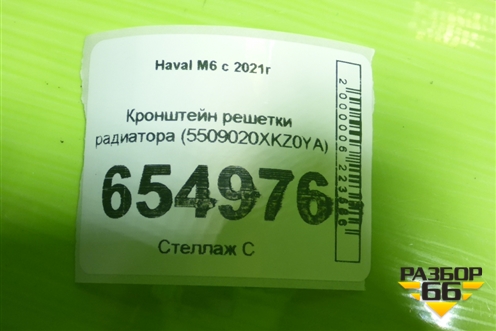 Haval M6 с 2021г
Кронштейн решетки
радиатора (5509020XKZ0YA)
654976
Стеллаж С
РАЗБОР
66